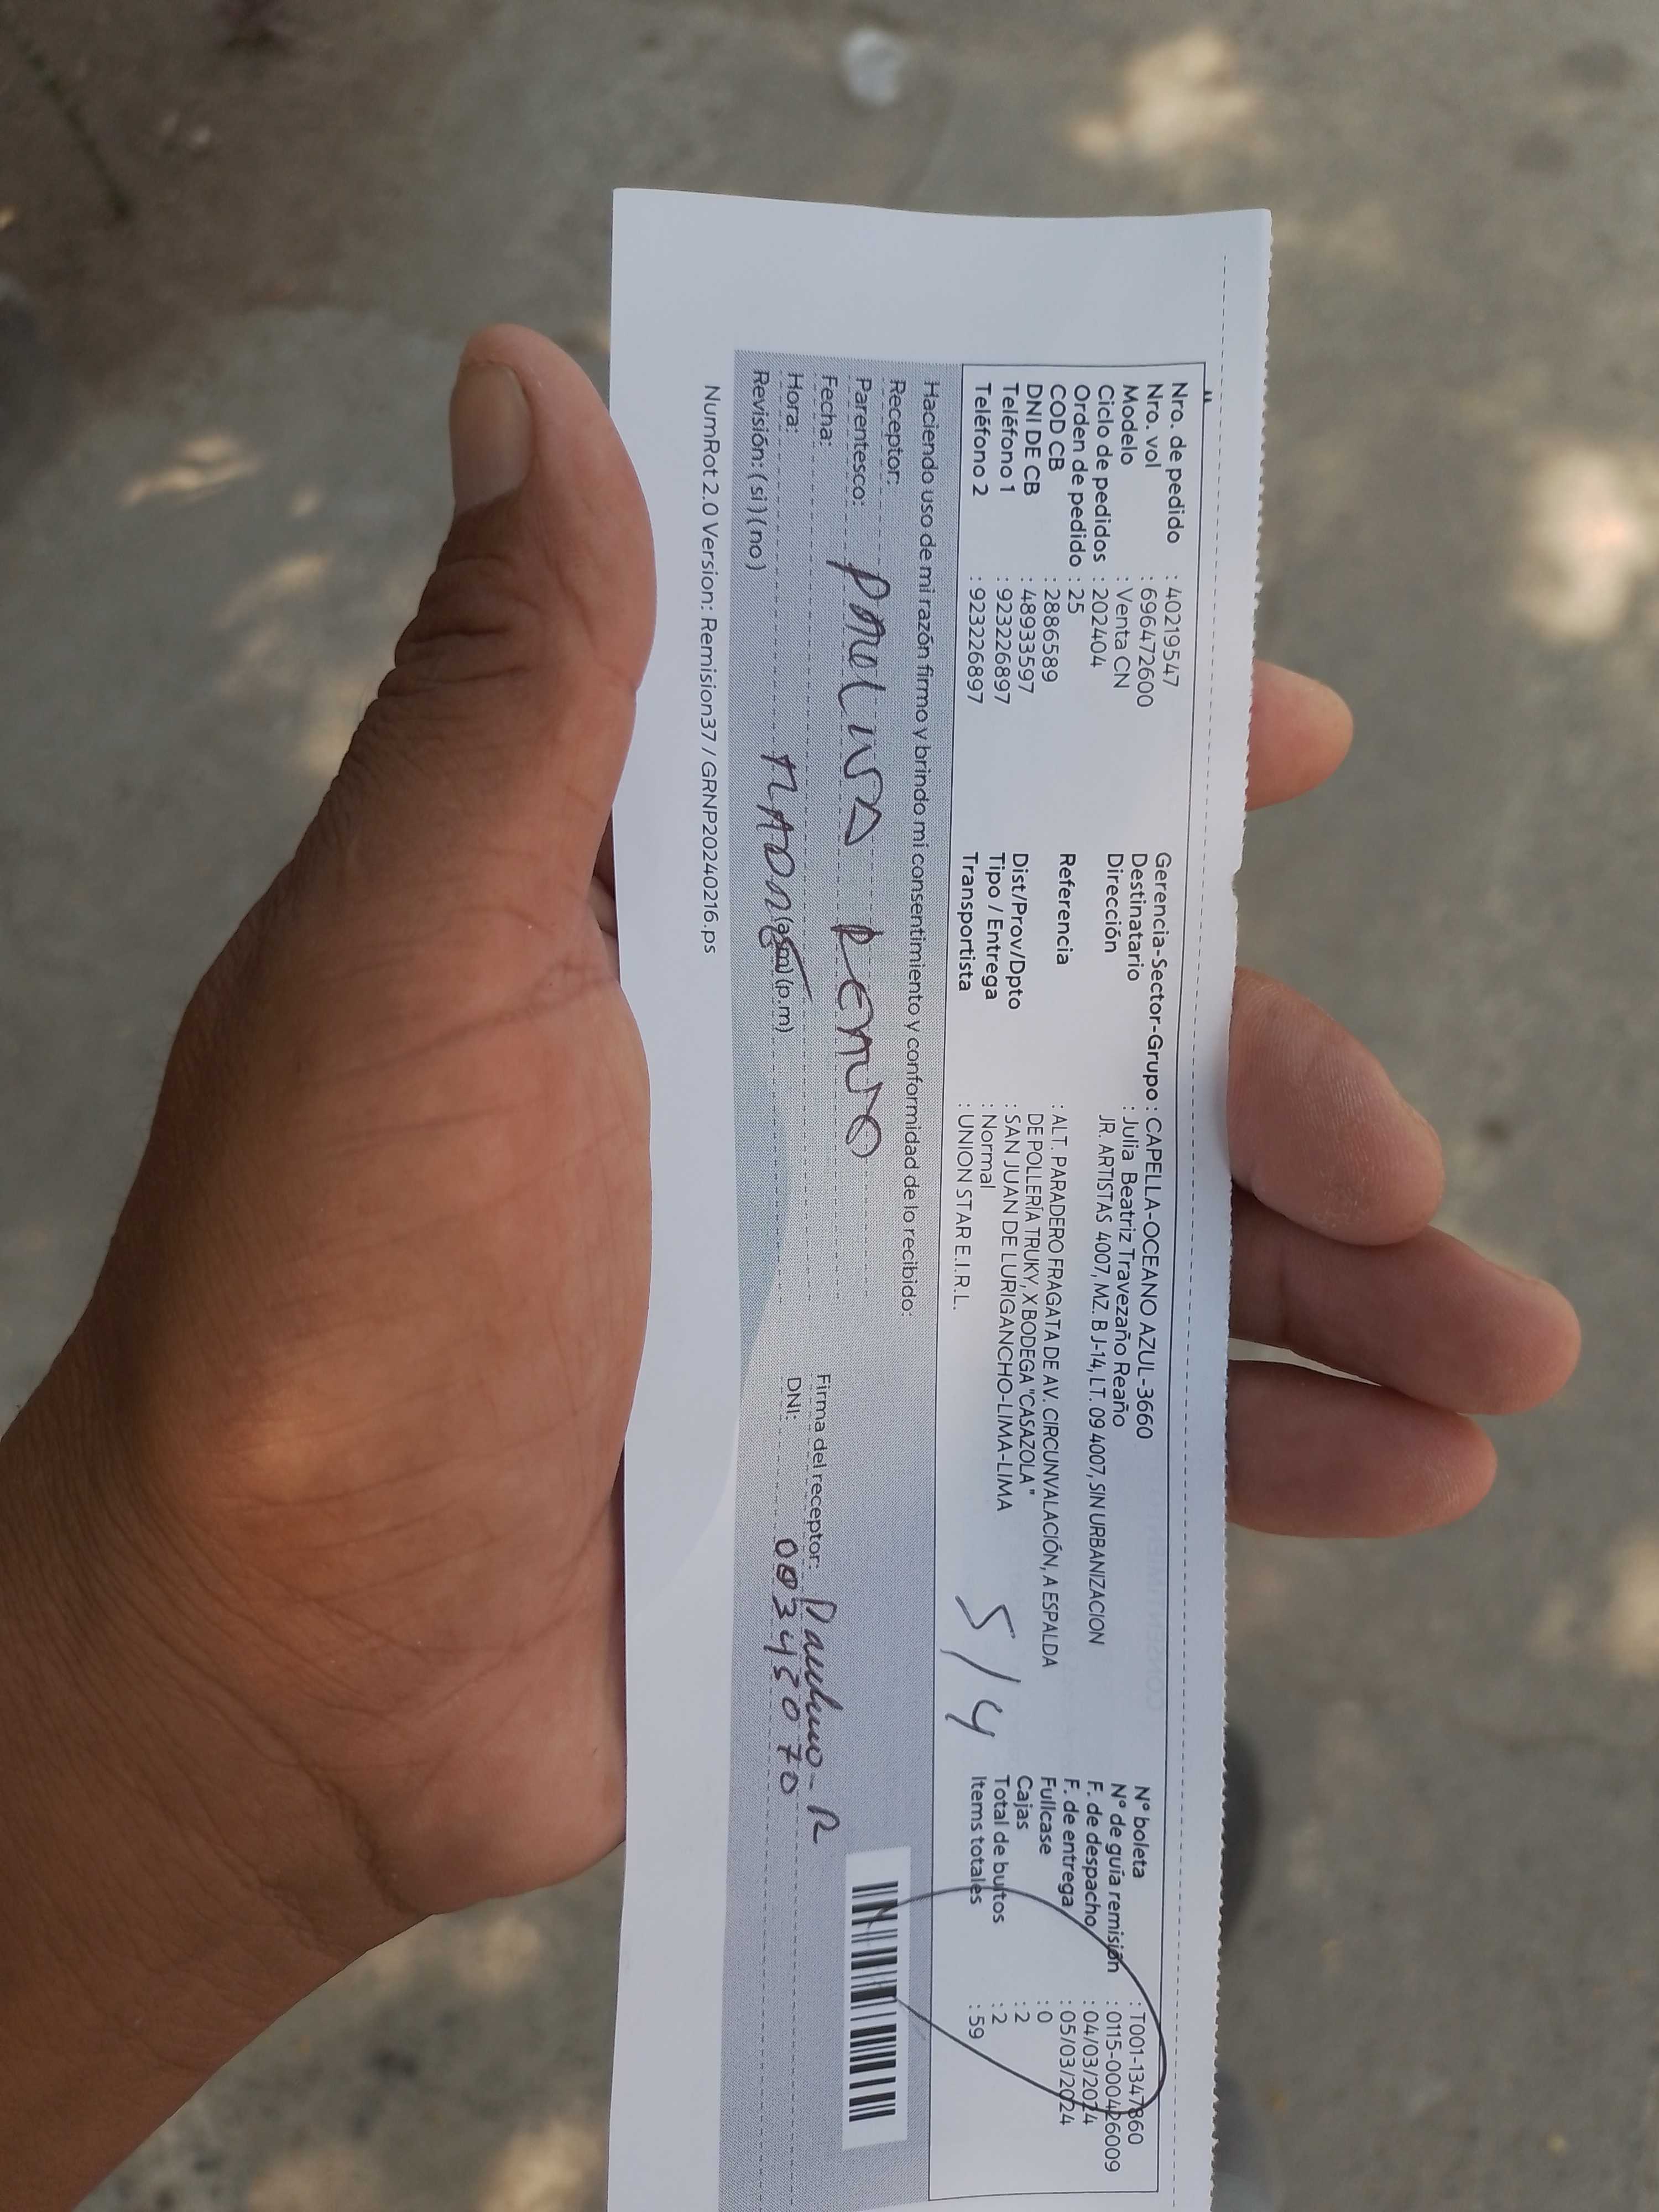 Nro. de pedido : 40219547
Nro. vol : 696472600
Modelo : Venta CN
Ciclo de pedidos : 202404
Orden de pedido : 25
COD CB : 2886589
DNI DE CB : 48933597
Teléfono 1 : 923226897
Teléfono 2 : 923226897
Gerencia-Sector-Grupo : CAPELLA-OCEANO AZUL-3660
Destinatario : Julia Beatriz Travezaño Reaño
Dirección JR. ARTISTAS 4007, MZ. B J-14, LT. 09 4007, SIN URBANIZACION
Referencia : ALT. PARADERO FRAGATA DE AV. CIRCUNVALACIÓN, A ESPALDA
DE POLLERÍA TRUKY, X BODEGA "CASAZOLA"
Dist/Prov/Dpto : SAN JUAN DE LURIGANCHO-LIMA-LIMA
Tipo / Entrega : Normal
Transportista : UNION STAR E.I.R.L.
5/4
N° boleta : T001-1347860
N° de guía remisión : 0115-000426009
F. de despacho : 04/03/2024
F. de entrega : 05/03/2024
Fullcase : 0
Cajas : 2
Total de bultos : 2
Items totales : 59
Haciendo uso de mi razón firmo y brindo mi consentimiento y conformidad de lo recibido:
Receptor:
Parentesco:
Fecha:
Hora: (a.m) (p.m)
Revisión: (si) (no)
Firma del receptor:
DNI:
NumRot 2.0 Version: Remision37 / GRNP20240216.ps